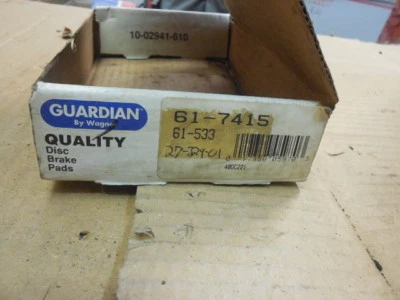 10-02941-610
GUARDIAN
By Wagner
QUALITY
Disc
Brake
Pads
61-7415
61-533